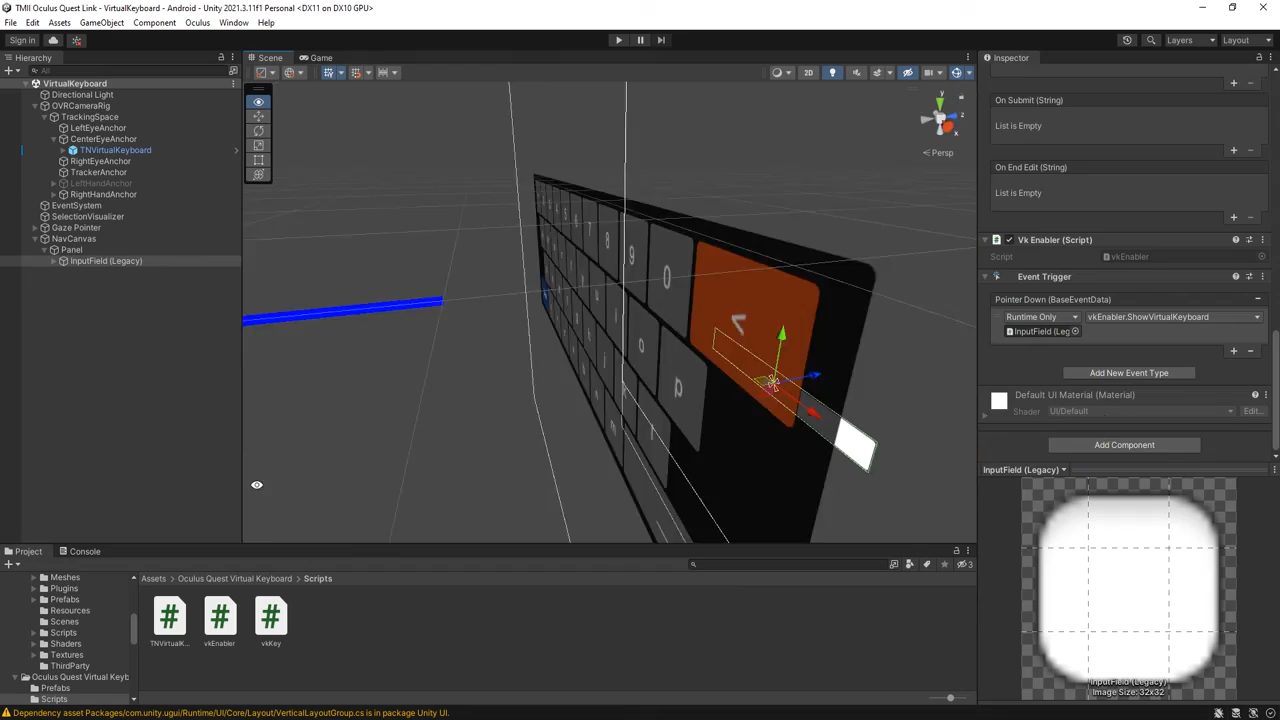 TMII Oculus Quest Link - VirtualKeyboard - Android - Unity 2021.3.11f1 Personal <DX11 on DX10 GPU>
File Edit Assets GameObject Component Oculus Window Help
Sign in
Layers Layout
Hierarchy
All
VirtualKeyboard
Directional Light
OVRCameraRig
TrackingSpace
LeftEyeAnchor
CenterEyeAnchor
TNVirtualKeyboard
RightEyeAnchor
TrackerAnchor
LeftHandAnchor
RightHandAnchor
EventSystem
SelectionVisualizer
Gaze Pointer
NavCanvas
Panel
InputField (Legacy)
Scene Game
2D
y
z
x
Persp
7
8
9
0
<
o
p
l
m
Inspector
On Submit (String)
List is Empty
On End Edit (String)
List is Empty
Vk Enabler (Script)
Script vkEnabler
Event Trigger
Pointer Down (BaseEventData)
Runtime Only vkEnabler.ShowVirtualKeyboard
InputField (Leg
Add New Event Type
Default UI Material (Material)
Shader UI/Default Edit...
Add Component
InputField (Legacy)
InputField (Legacy)
Image Size: 32x32
Project Console
3
Meshes
Plugins
Prefabs
Resources
Scenes
Scripts
Shaders
Textures
ThirdParty
Oculus Quest Virtual Keyb
Prefabs
Scripts
Assets > Oculus Quest Virtual Keyboard > Scripts
TNVirtualK... vkEnabler vkKey
Dependency asset Packages/com.unity.ugui/Runtime/UI/Core/Layout/VerticalLayoutGroup.cs is in package Unity UI.